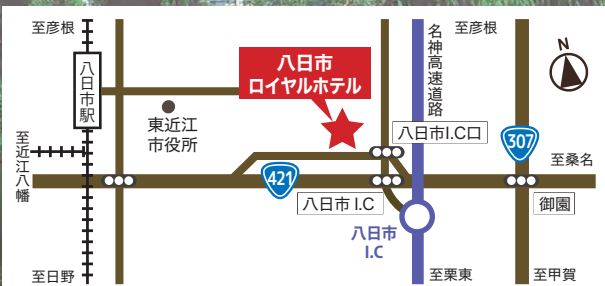 至彦根
八日市駅
至近江八幡
至日野
東近江
市役所
八日市
ロイヤルホテル
名神高速道路
至彦根
N
八日市I.C口
307
至桑名
421
八日市 I.C
御園
八日市
I.C
至栗東
至甲賀